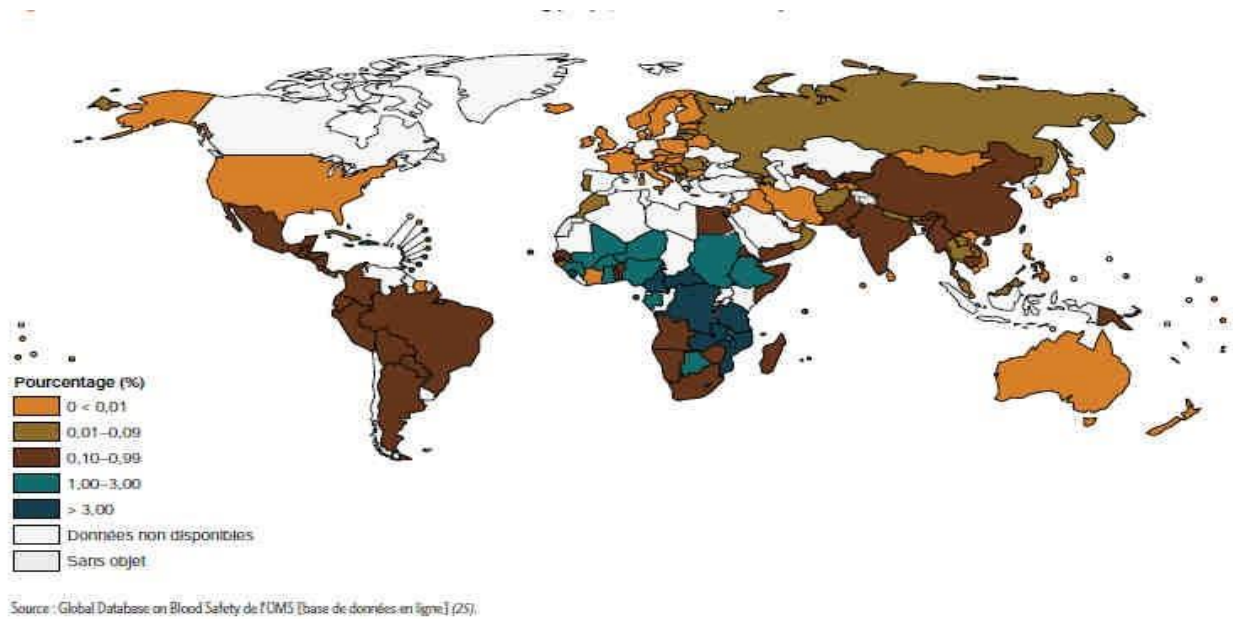 Pourcentage (%)
0 < 0,01
0,01–0,09
0,10–0,99
1,00–3,00
> 3,00
Données non disponibles
Sans objet
Source : Global Database on Blood Safety de l'OMS [base de données en ligne] (25).